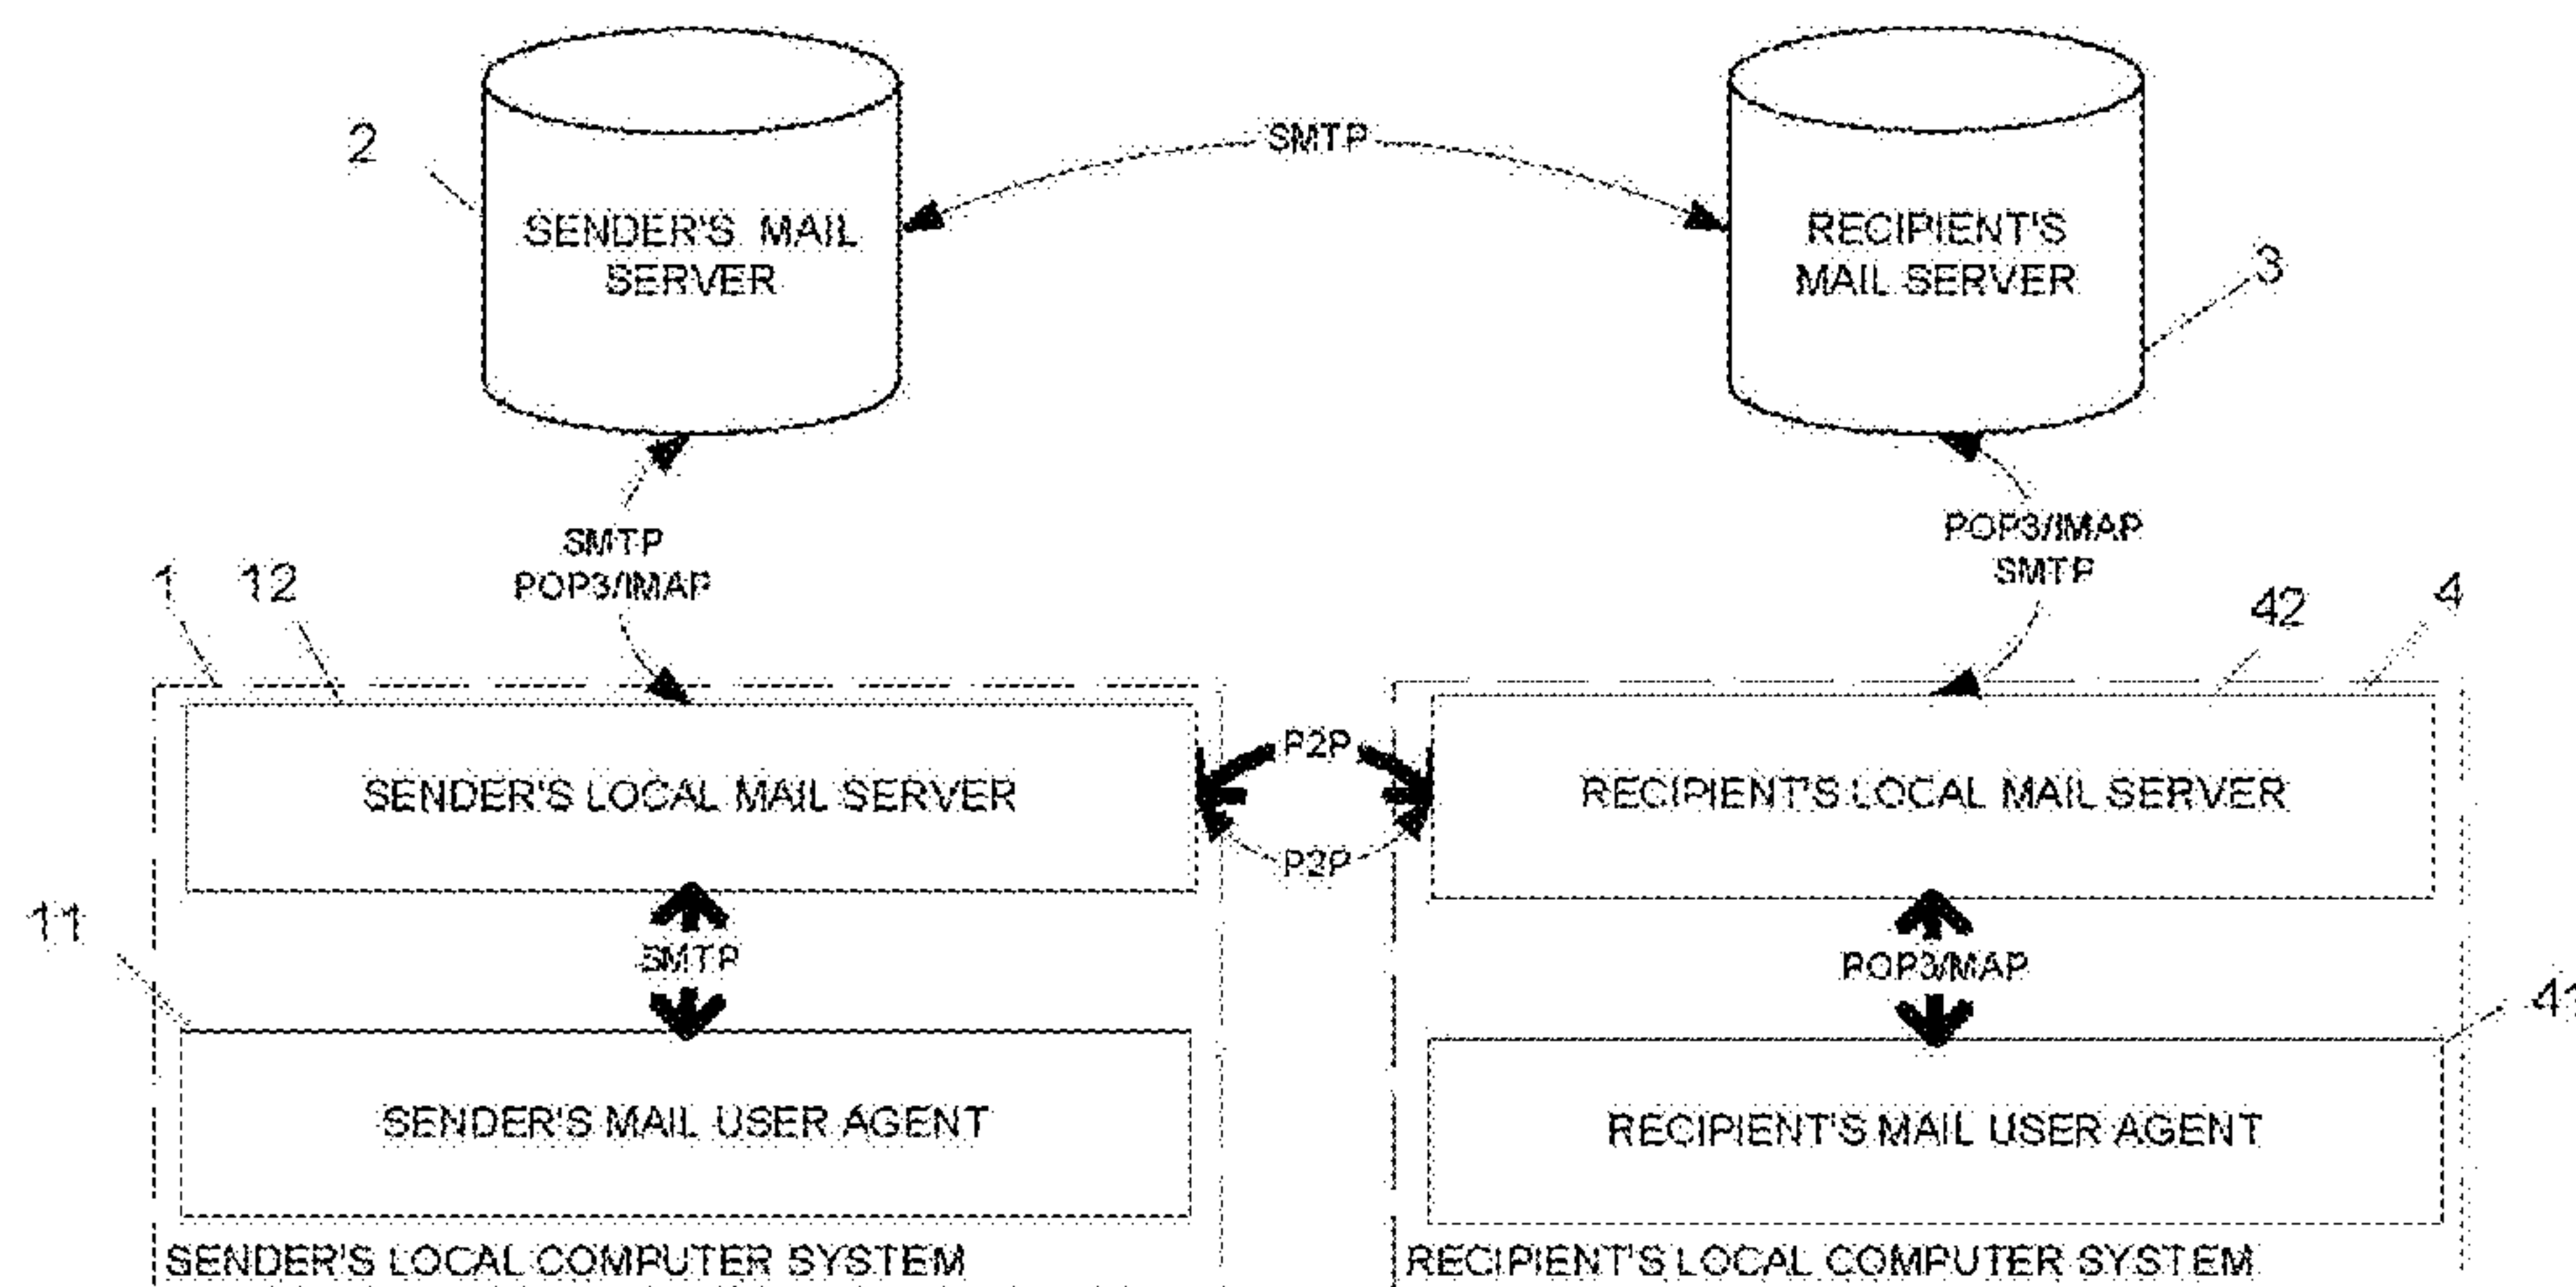 2
SENDER'S MAIL
SERVER
SMTP
RECIPIENT'S
MAIL SERVER
3
SMTP
POP3/IMAP
POP3/IMAP
SMTP
1
12
42
4
SENDER'S LOCAL MAIL SERVER
P2P
P2P
RECIPIENT'S LOCAL MAIL SERVER
11
SMTP
POP3/MAP
41
SENDER'S MAIL USER AGENT
RECIPIENT'S MAIL USER AGENT
SENDER'S LOCAL COMPUTER SYSTEM
RECIPIENT'S LOCAL COMPUTER SYSTEM